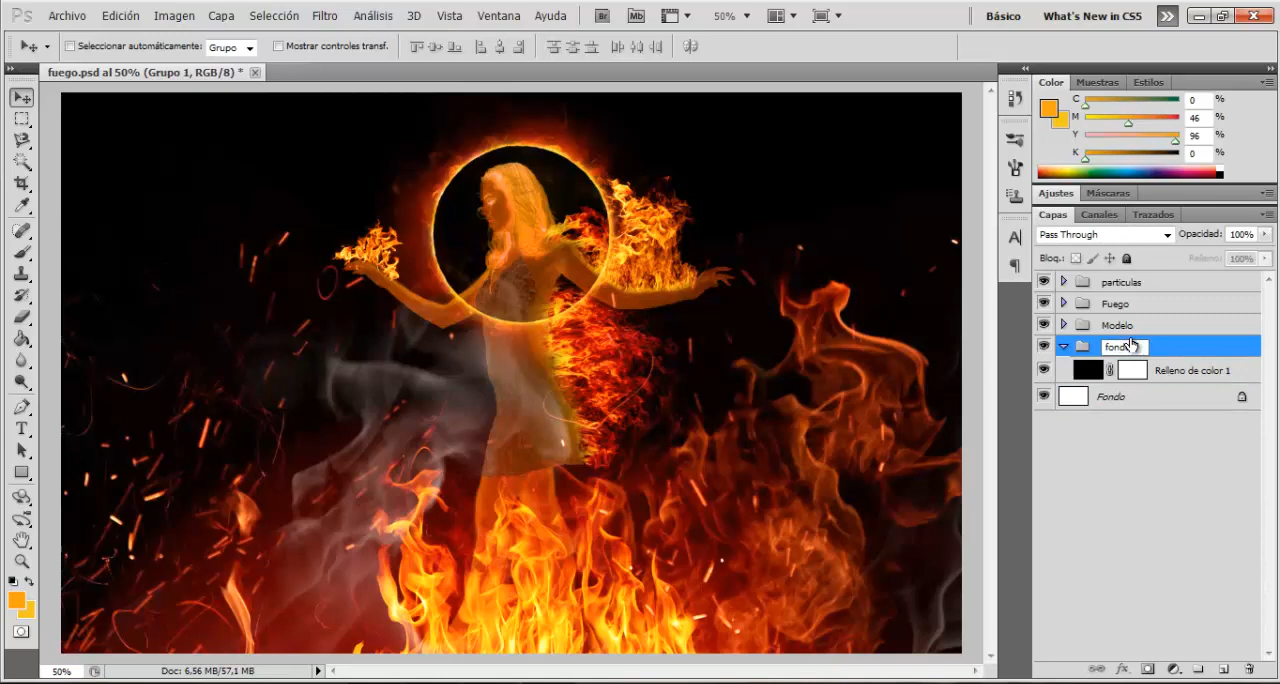 Ps Archivo Edición Imagen Capa Selección Filtro Análisis 3D Vista Ventana Ayuda Br Mb 50% Básico What's New in CS5
Seleccionar automáticamente: Grupo Mostrar controles transf.
fuego.psd al 50% (Grupo 1, RGB/8) *
Color Muestras Estilos
C 0 %
M 46 %
Y 96 %
K 0 %
Ajustes Máscaras
Capas Canales Trazados
Pass Through Opacidad: 100%
Bloq.: Relleno: 100%
particulas
Fuego
Modelo
Relleno de color 1
Fondo
50% Doc: 6,56 MB/57,1 MB